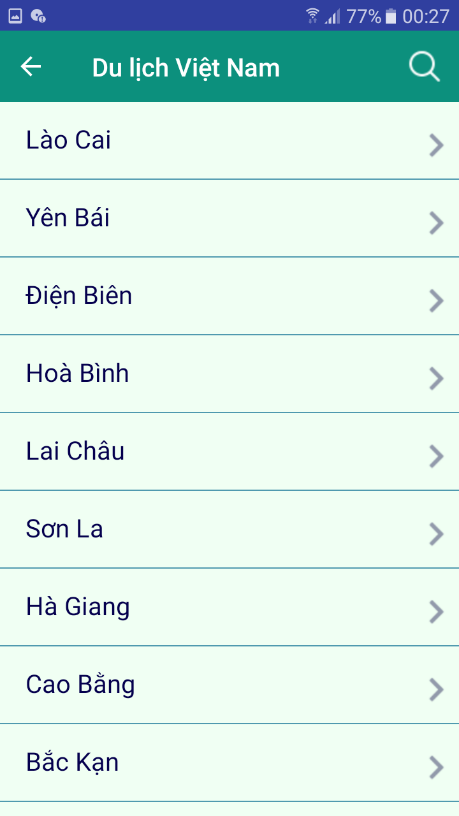 77% 00:27
Du lịch Việt Nam
Lào Cai
Yên Bái
Điện Biên
Hoà Bình
Lai Châu
Sơn La
Hà Giang
Cao Bằng
Bắc Kạn